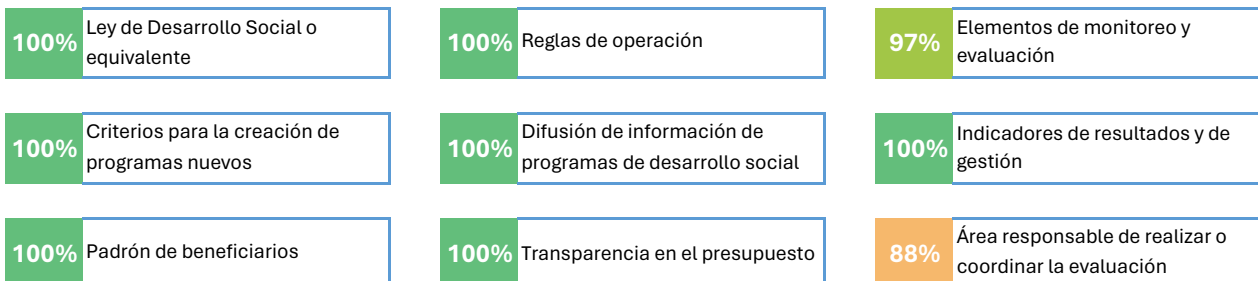 100%
Ley de Desarrollo Social o
equivalente
100%
Reglas de operación
97%
Elementos de monitoreo y
evaluación
100%
Criterios para la creación de
programas nuevos
100%
Difusión de información de
programas de desarrollo social
100%
Indicadores de resultados y de
gestión
100%
Padrón de beneficiarios
100%
Transparencia en el presupuesto
88%
Área responsable de realizar o
coordinar la evaluación